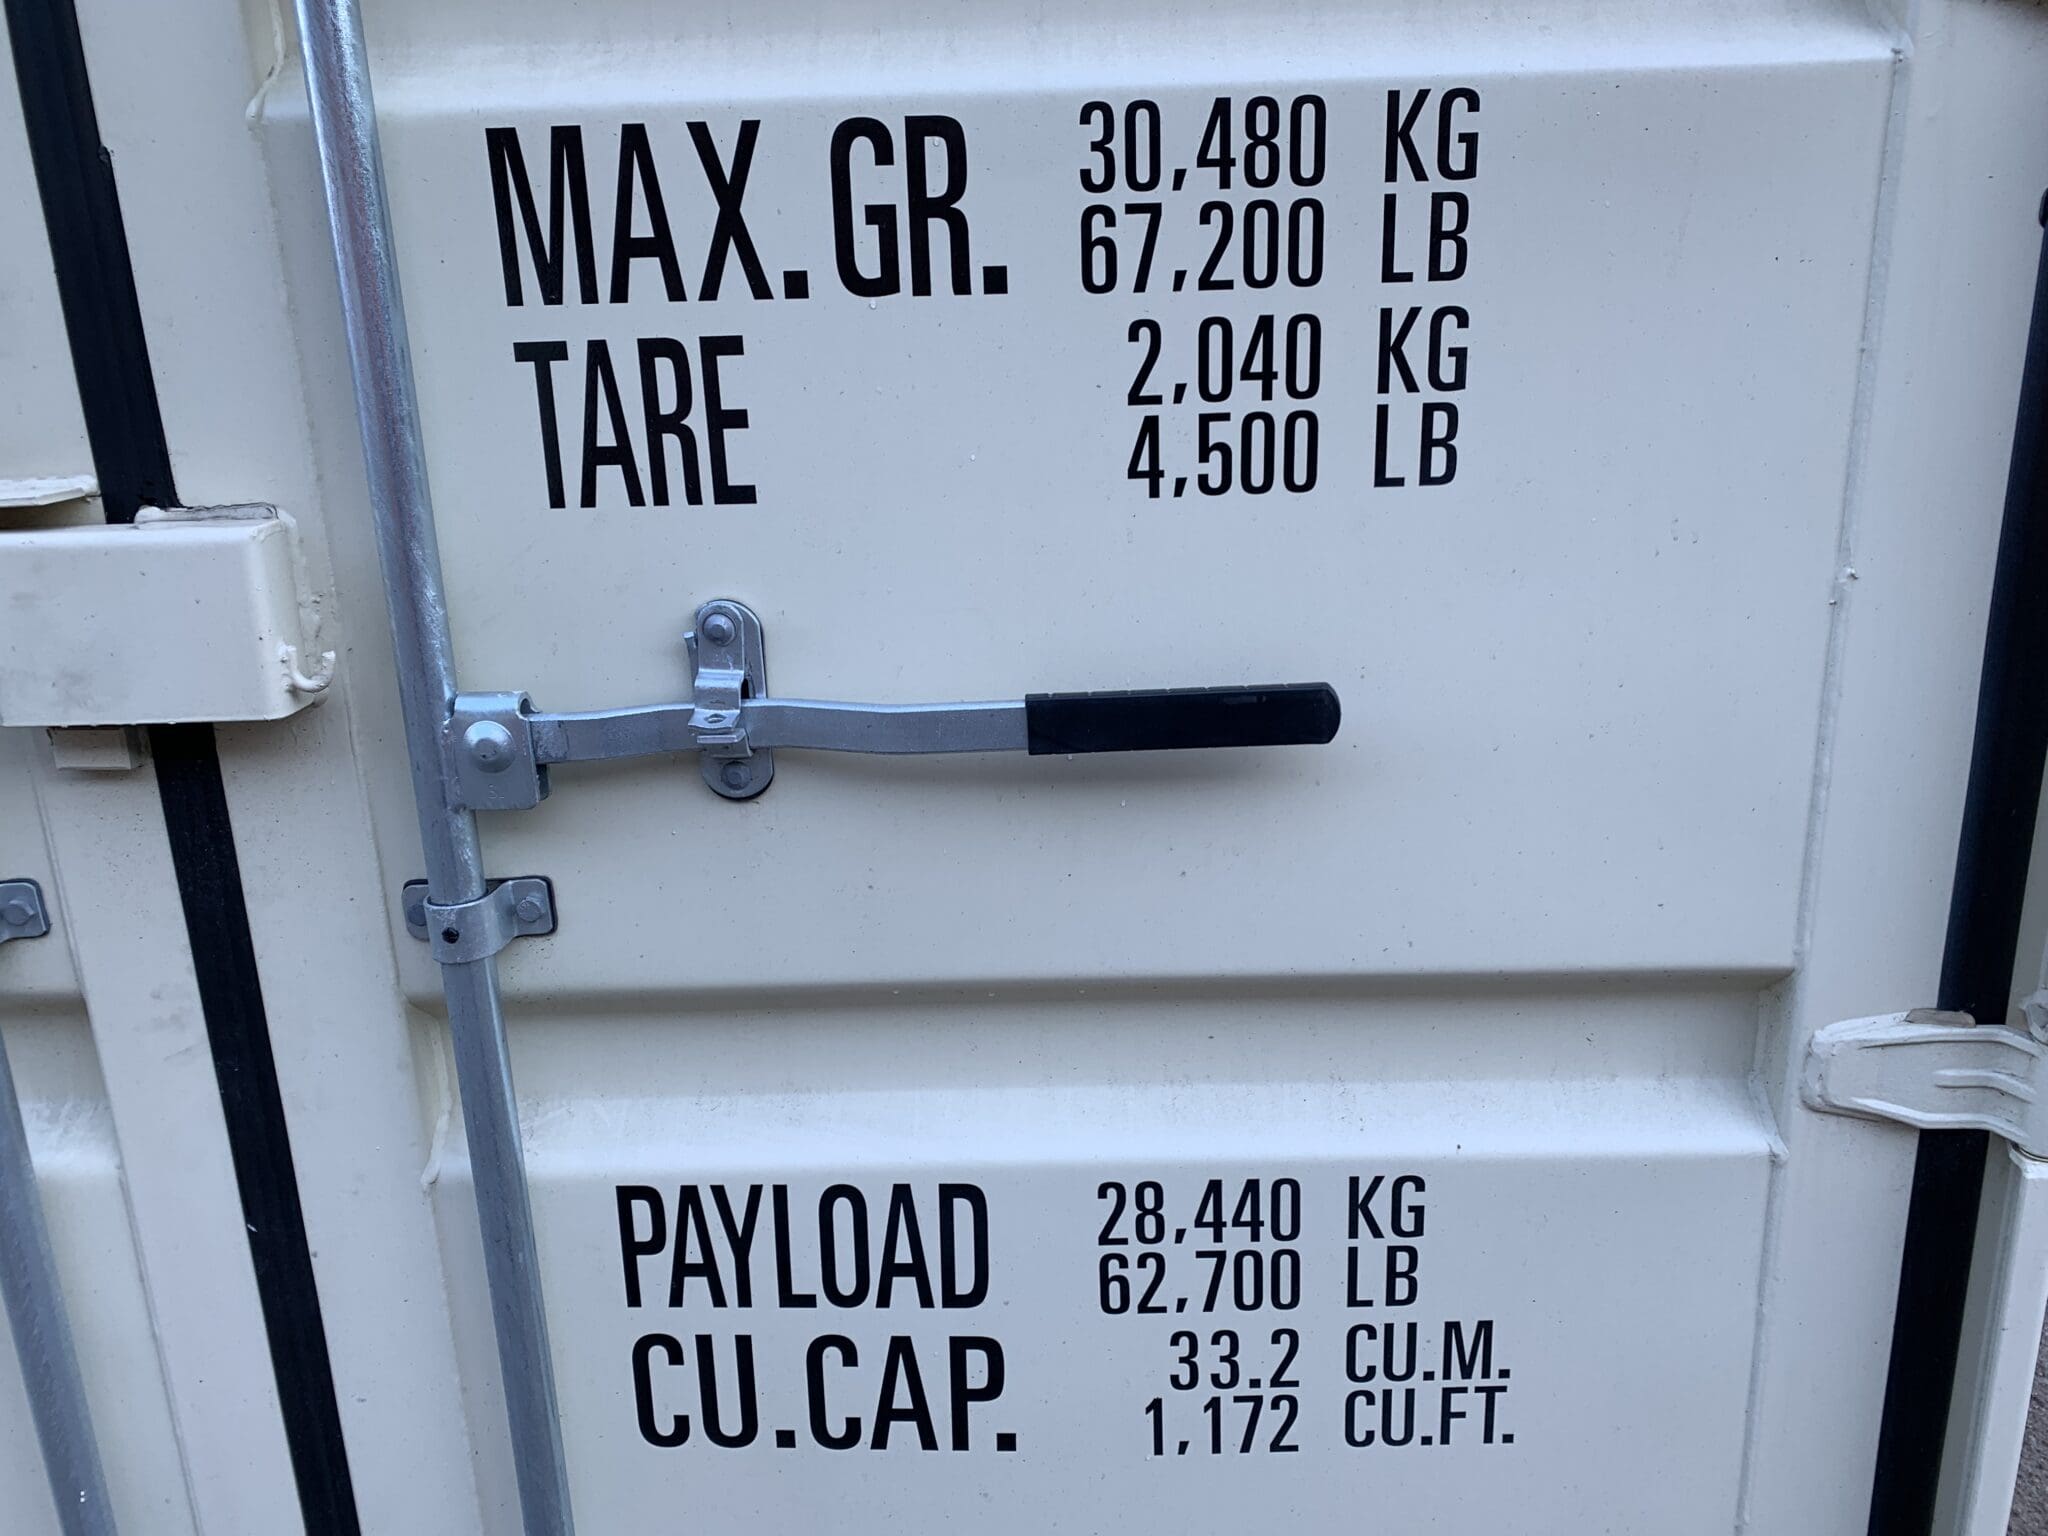 MAX.GR. 30,480 KG
67,200 LB
TARE 2,040 KG
4,500 LB
PAYLOAD 28,440 KG
62,700 LB
CU.CAP. 33.2 CU.M.
1,172 CU.FT.